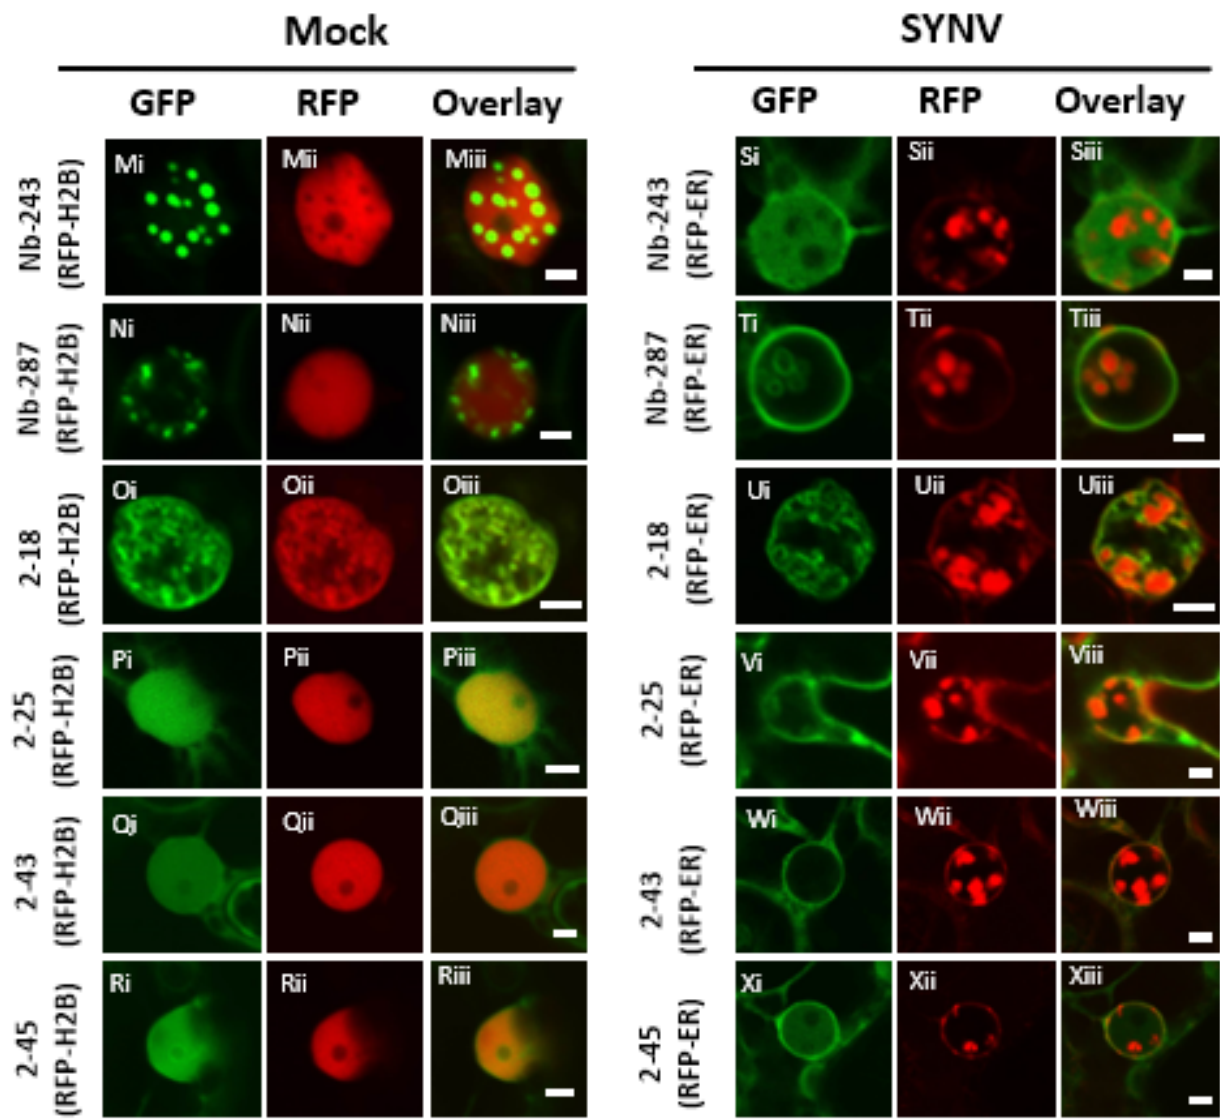 Mock SYNV
GFP RFP Overlay GFP RFP Overlay
Nb-243
(RFP-H2B)
Mi Mii Miii
Nb-243
(RFP-ER)
Si Sii Siii
Nb-287
(RFP-H2B)
Ni Nii Niii
Nb-287
(RFP-ER)
Ti Tii Tiii
2-18
(RFP-H2B)
Oi Oii Oiii
2-18
(RFP-ER)
Ui Uii Uiii
2-25
(RFP-H2B)
Pi Pii Piii
2-25
(RFP-ER)
Vi Vii Viii
2-43
(RFP-H2B)
Qi Qii Qiii
2-43
(RFP-ER)
Wi Wii Wiii
2-45
(RFP-H2B)
Ri Rii Riii
2-45
(RFP-ER)
Xi Xii Xiii